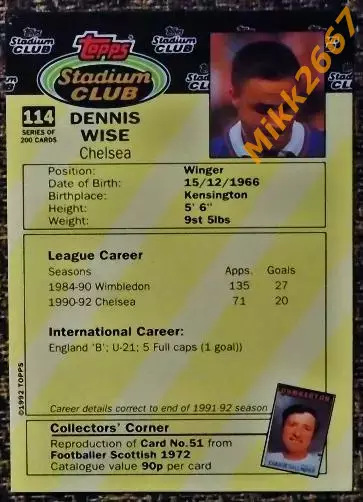 Topps Stadium CLUB
Topps Stadium CLUB
Topps
Stadium
CLUB
114
SERIES OF
200 CARDS
DENNIS
WISE
Chelsea
Mikk2667
Position: Winger
Date of Birth: 15/12/1966
Birthplace: Kensington
Height: 5' 6"
Weight: 9st 5lbs
League Career
Seasons Apps. Goals
1984-90 Wimbledon 135 27
1990-92 Chelsea 71 20
International Career:
England 'B'; U-21; 5 Full caps (1 goal))
©1992 TOPPS
Career details correct to end of 1991-92 season
DUMBARTON
Collectors' Corner
Reproduction of Card No.51 from
Footballer Scottish 1972
Catalogue value 90p per card